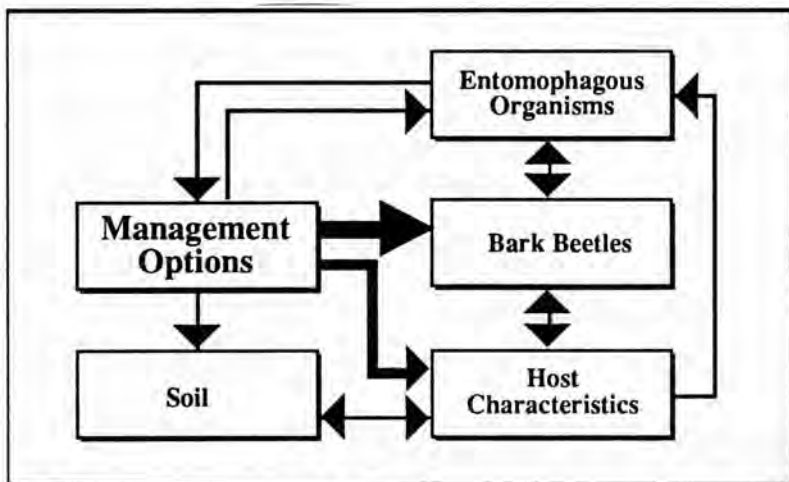 Entomophagous
Organisms
Management
Options
Bark Beetles
Soil
Host
Characteristics